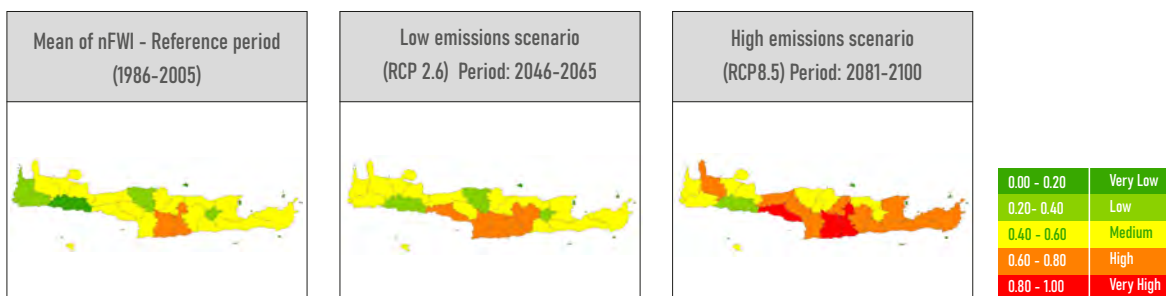 Mean of nFWI - Reference period
(1986-2005)
Low emissions scenario
(RCP 2.6) Period: 2046-2065
High emissions scenario
(RCP8.5) Period: 2081-2100
0.00 - 0.20 Very Low
0.20- 0.40 Low
0.40 - 0.60 Medium
0.60 - 0.80 High
0.80 - 1.00 Very High